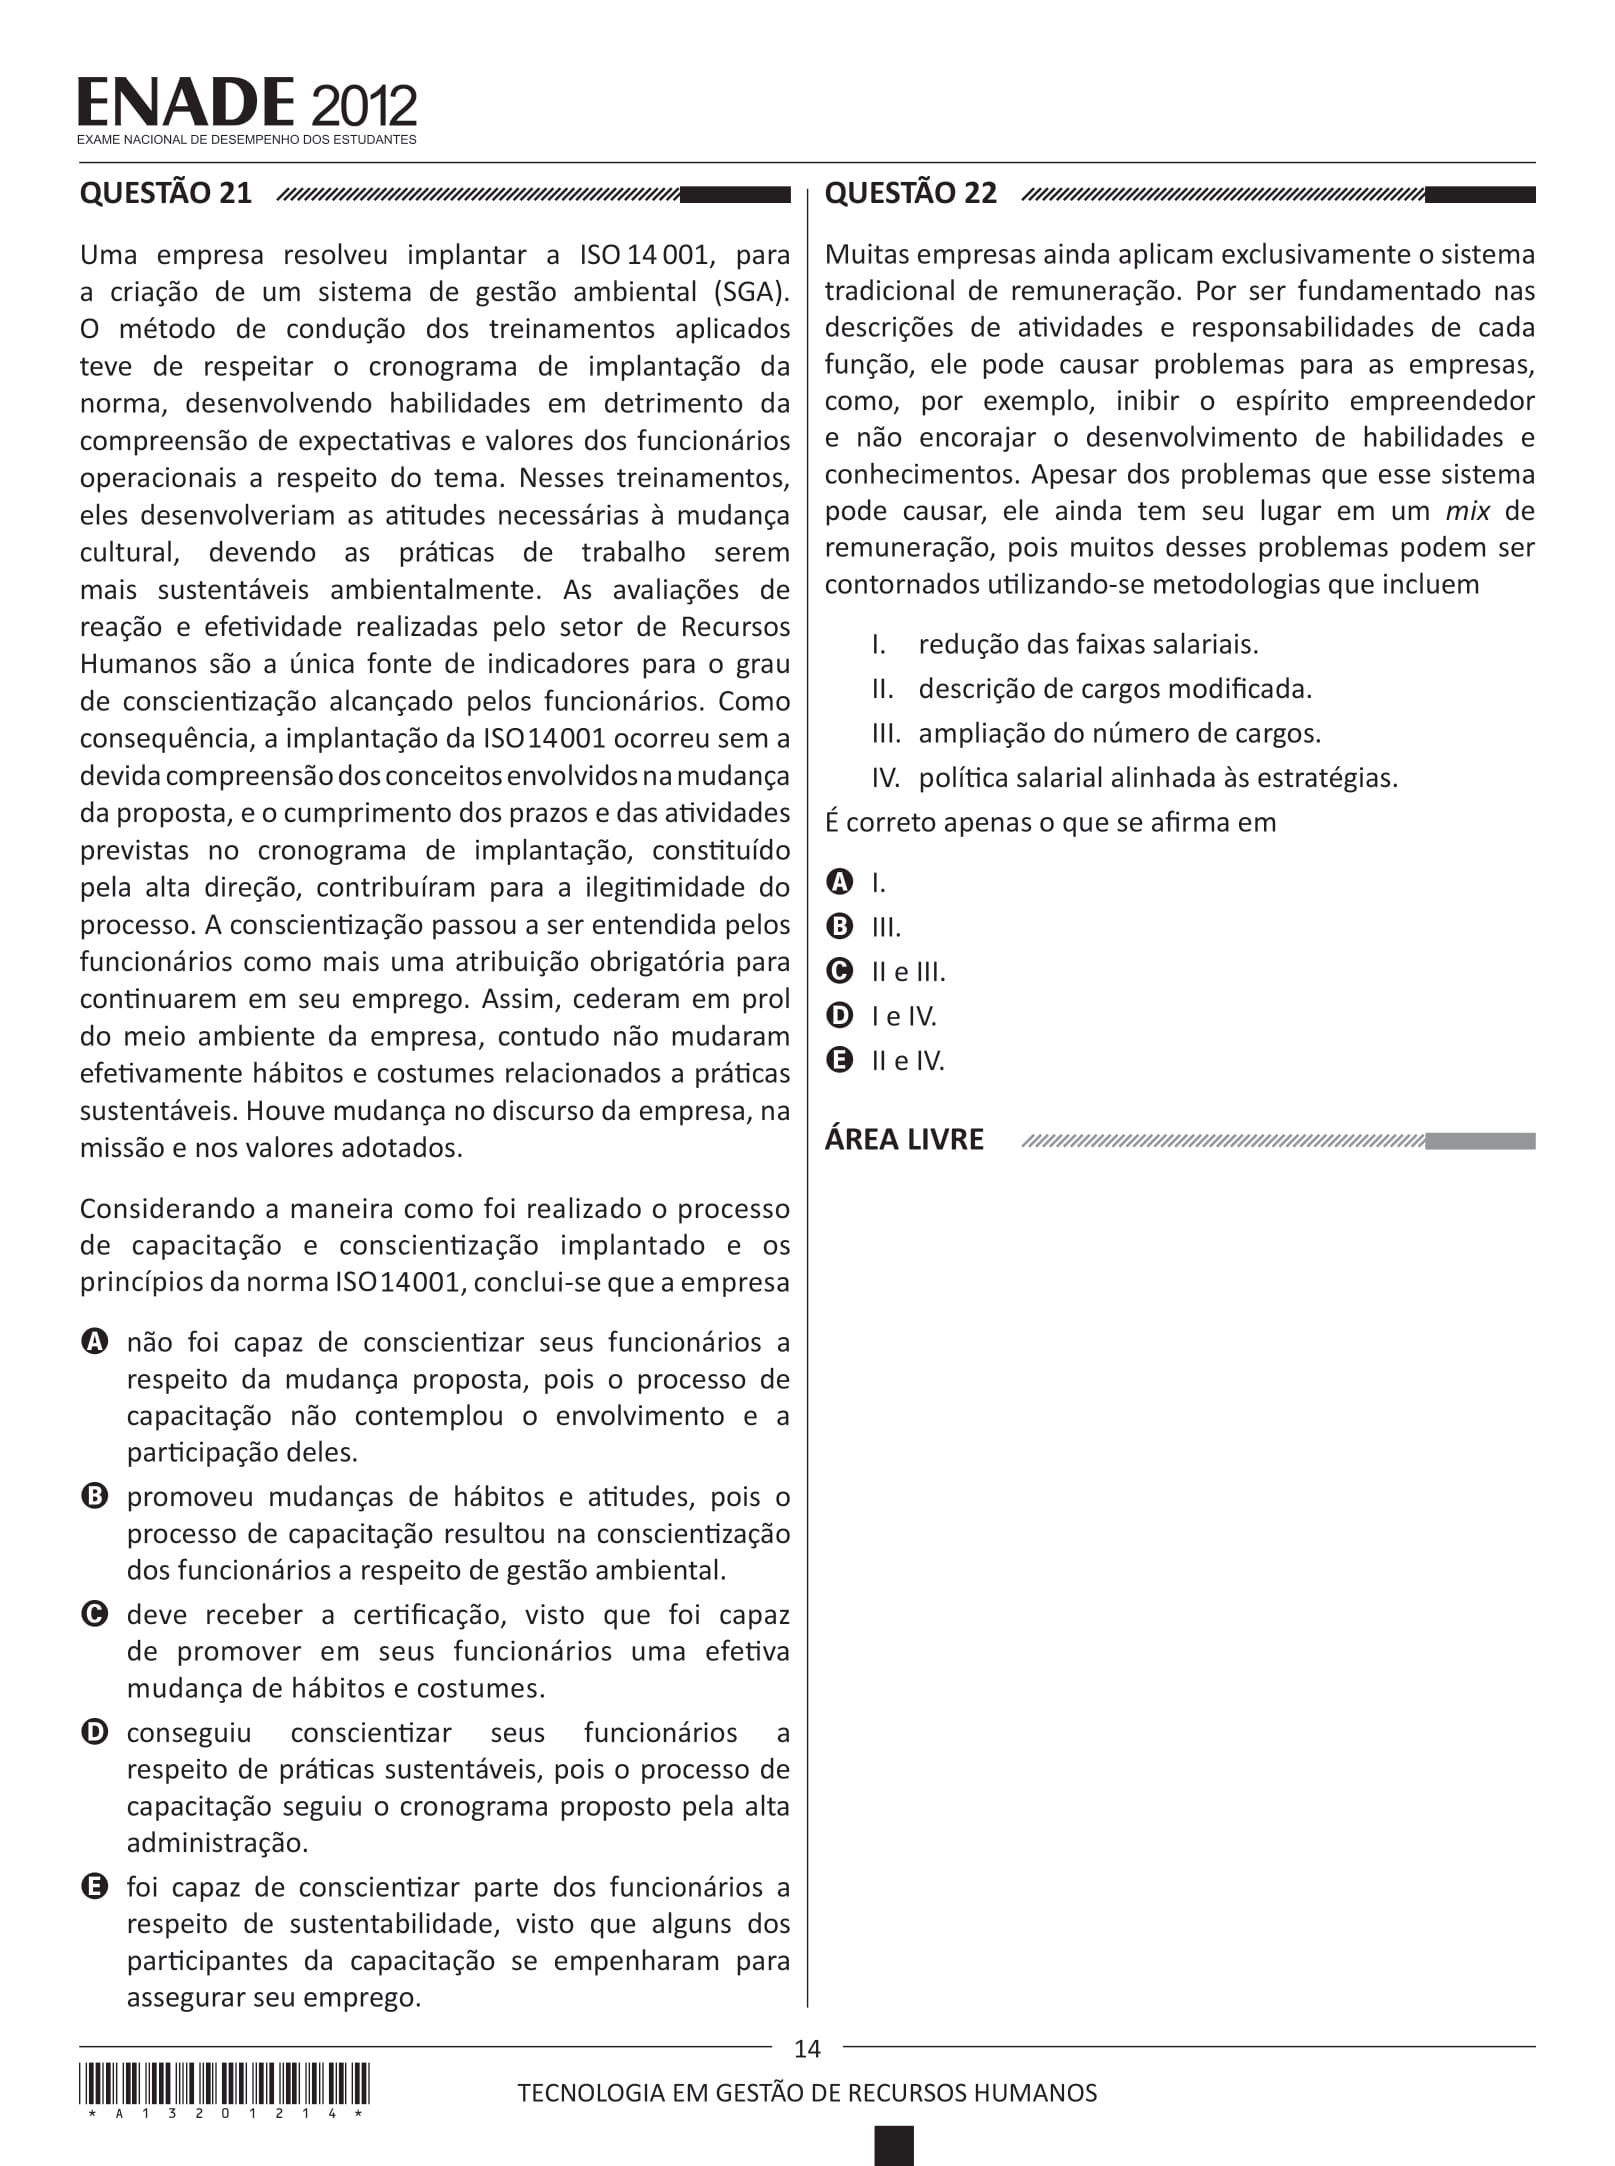 ENADE 2012
EXAME NACIONAL DE DESEMPENHO DOS ESTUDANTES
QUESTÃO 21
Uma empresa resolveu implantar a ISO 14 001, para
a criação de um sistema de gestão ambiental (SGA).
O método de condução dos treinamentos aplicados
teve de respeitar o cronograma de implantação da
norma, desenvolvendo habilidades em detrimento da
compreensão de expectativas e valores dos funcionários
operacionais a respeito do tema. Nesses treinamentos,
eles desenvolveriam as atitudes necessárias à mudança
cultural, devendo as práticas de trabalho serem
mais sustentáveis ambientalmente. As avaliações de
reação e efetividade realizadas pelo setor de Recursos
Humanos são a única fonte de indicadores para o grau
de conscientização alcançado pelos funcionários. Como
consequência, a implantação da ISO 14 001 ocorreu sem a
devida compreensão dos conceitos envolvidos na mudança
da proposta, e o cumprimento dos prazos e das atividades
previstas no cronograma de implantação, constituído
pela alta direção, contribuíram para a ilegitimidade do
processo. A conscientização passou a ser entendida pelos
funcionários como mais uma atribuição obrigatória para
continuarem em seu emprego. Assim, cederam em prol
do meio ambiente da empresa, contudo não mudaram
efetivamente hábitos e costumes relacionados a práticas
sustentáveis. Houve mudança no discurso da empresa, na
missão e nos valores adotados.
Considerando a maneira como foi realizado o processo
de capacitação e conscientização implantado e os
princípios da norma ISO 14 001, conclui-se que a empresa
A não foi capaz de conscientizar seus funcionários a
respeito da mudança proposta, pois o processo de
capacitação não contemplou o envolvimento e a
participação deles.
B promoveu mudanças de hábitos e atitudes, pois o
processo de capacitação resultou na conscientização
dos funcionários a respeito de gestão ambiental.
C deve receber a certificação, visto que foi capaz
de promover em seus funcionários uma efetiva
mudança de hábitos e costumes.
D conseguiu conscientizar seus funcionários a
respeito de práticas sustentáveis, pois o processo de
capacitação seguiu o cronograma proposto pela alta
administração.
E foi capaz de conscientizar parte dos funcionários a
respeito de sustentabilidade, visto que alguns dos
participantes da capacitação se empenharam para
assegurar seu emprego.
QUESTÃO 22
Muitas empresas ainda aplicam exclusivamente o sistema
tradicional de remuneração. Por ser fundamentado nas
descrições de atividades e responsabilidades de cada
função, ele pode causar problemas para as empresas,
como, por exemplo, inibir o espírito empreendedor
e não encorajar o desenvolvimento de habilidades e
conhecimentos. Apesar dos problemas que esse sistema
pode causar, ele ainda tem seu lugar em um mix de
remuneração, pois muitos desses problemas podem ser
contornados utilizando-se metodologias que incluem
I. redução das faixas salariais.
II. descrição de cargos modificada.
III. ampliação do número de cargos.
IV. política salarial alinhada às estratégias.
É correto apenas o que se afirma em
A I.
B III.
C II e III.
D I e IV.
E II e IV.
ÁREA LIVRE
14
TECNOLOGIA EM GESTÃO DE RECURSOS HUMANOS
* A 1 3 2 0 1 2 1 4 *